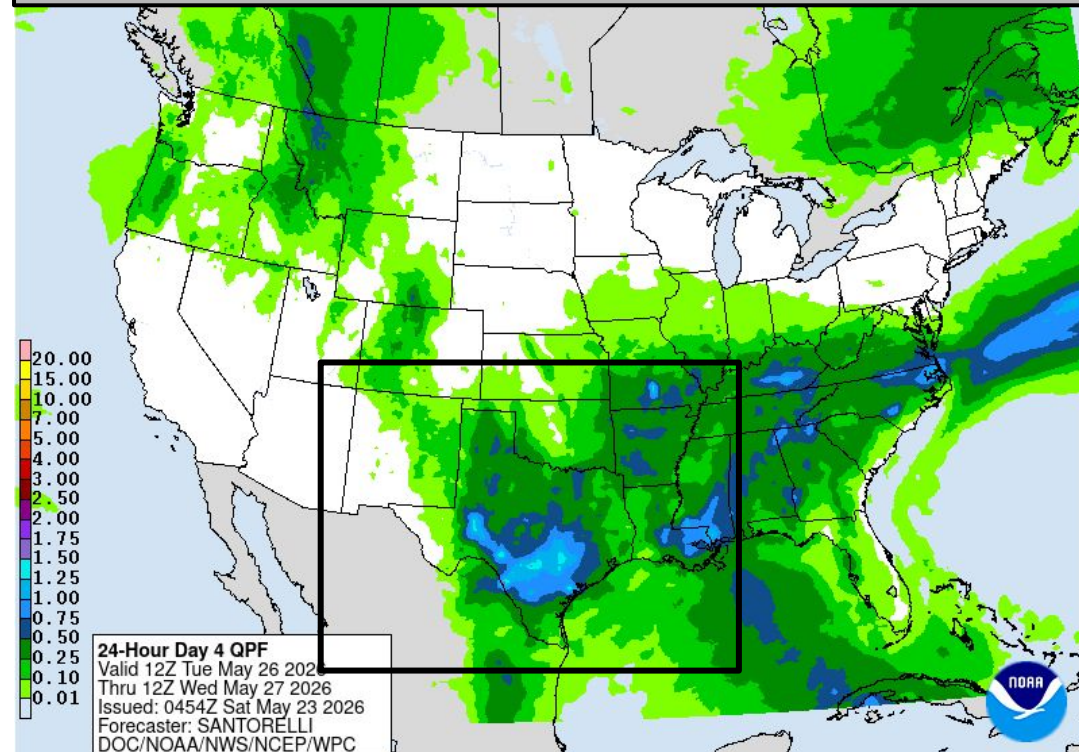 20.00
15.00
10.00
7.00
5.00
4.00
3.00
2.50
2.00
1.75
1.50
1.25
1.00
0.75
0.50
0.25
0.10
0.01
24-Hour Day 4 QPF
Valid 12Z Tue May 26 2026
Thru 12Z Wed May 27 2026
Issued: 0454Z Sat May 23 2026
Forecaster: SANTORELLI
DOC/NOAA/NWS/NCEP/WPC
NOAA